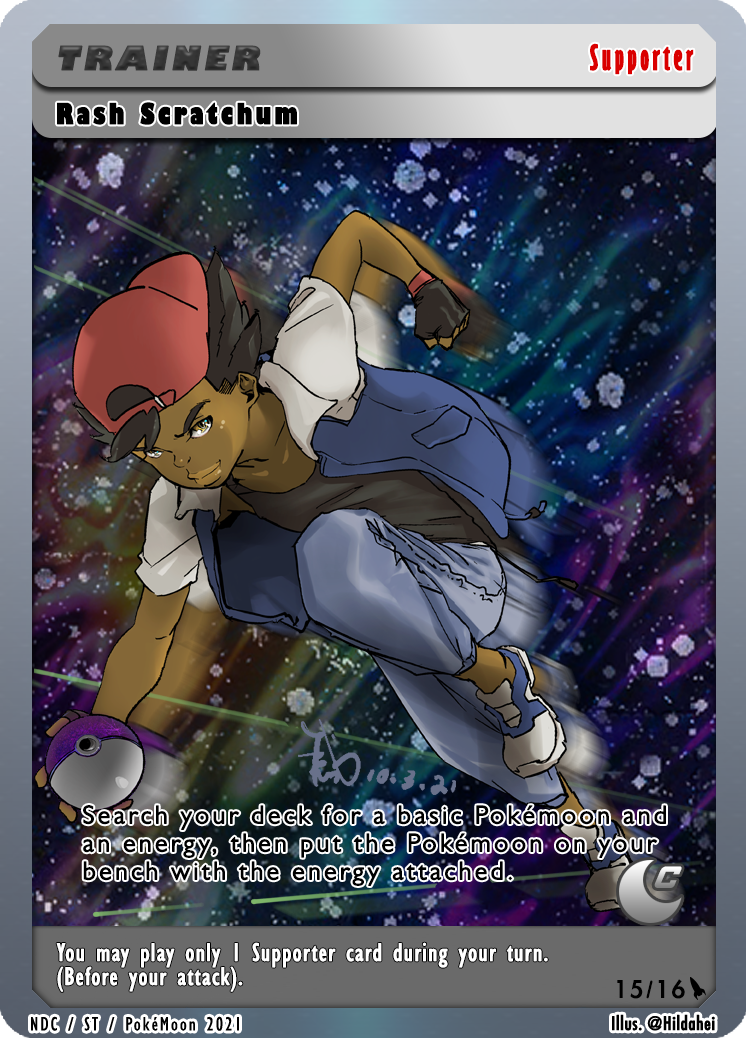 TRAINER
Supporter
Rash Scratchum
10.3.21
Search your deck for a basic Pokémoon and
an energy, then put the Pokémoon on your
bench with the energy attached.
C
You may play only 1 Supporter card during your turn.
(Before your attack).
15/16
NDC / ST / PokéMoon 2021
Illus. @Hildahei